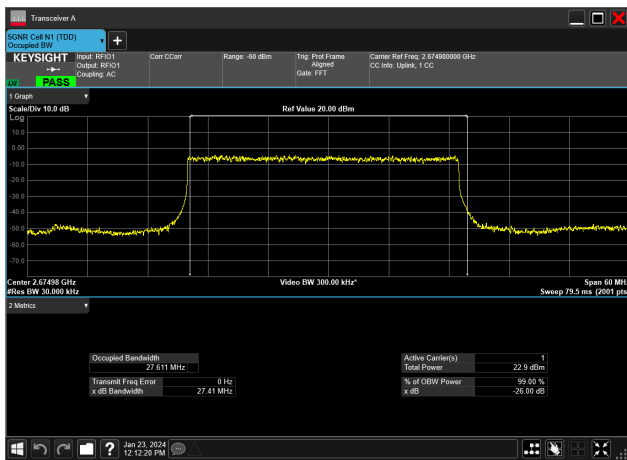 Transceiver A
5GNR Cell N1 (TDD)
Occupied BW
KEYSIGHT
LV PASS
Input: RFIO1
Output: RFIO1
Coupling: AC
Corr CCorr
Range: -60 dBm
Trig: Prot Frame
Aligned
Gate: FFT
Carrier Ref Freq: 2.674980000 GHz
CC Info: Uplink, 1 CC
1 Graph
Scale/Div 10.0 dB
Ref Value 20.00 dBm
Log
10.0
0.00
-10.0
-20.0
-30.0
-40.0
-50.0
-60.0
-70.0
Center 2.67498 GHz
Video BW 300.00 kHz*
Span 60 MHz
#Res BW 30.000 kHz
Sweep 79.5 ms (2001 pts
2 Metrics
Occupied Bandwidth
27.611 MHz
Transmit Freq Error 0 Hz
x dB Bandwidth 27.41 MHz
Active Carrier(s) 1
Total Power 22.9 dBm
% of OBW Power 99.00 %
x dB -26.00 dB
? Jan 23, 2024
12:12:20 PM